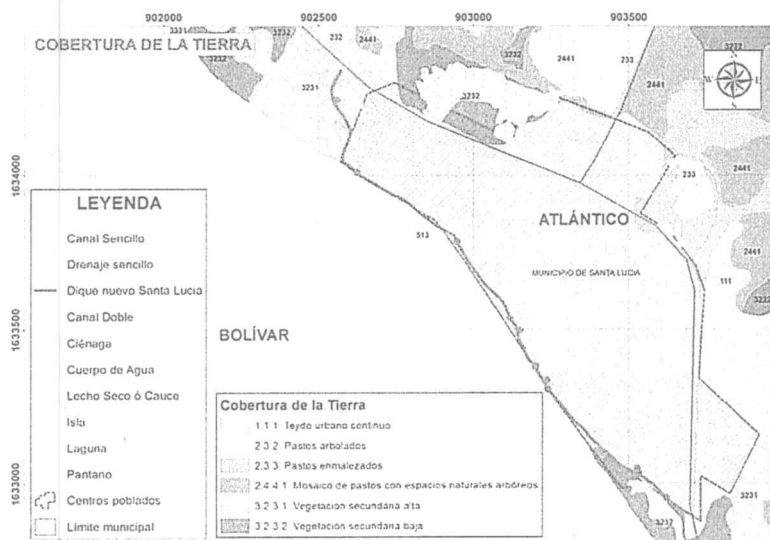 902000 902500 903000 903500
COBERTURA DE LA TIERRA
3331 3232 232 2441 3232 2441 233 3232
3232 2441
3231 3232
1634000
233 2441
LEYENDA
Canal Sencillo
Drenaje sencillo
Dique nuevo Santa Lucia
Canal Doble
Ciénaga
Cuerpo de Agua
Lecho Seco ó Cauce
Isla
Laguna
Pantano
Centros poblados
Límite municipal
ATLÁNTICO
513
MUNICIPIO DE SANTA LUCIA
2441
111
3232
1633500
BOLÍVAR
Cobertura de la Tierra
1.1.1 Tejido urbano continuo
2.3.2 Pastos arbolados
2.3.3 Pastos enmalezados
2.4.4.1 Mosaico de pastos con espacios naturales arbóreos
3.2.3.1 Vegetación secundaria alta
3.2.3.2 Vegetación secundaria baja
1633000
3231
3232